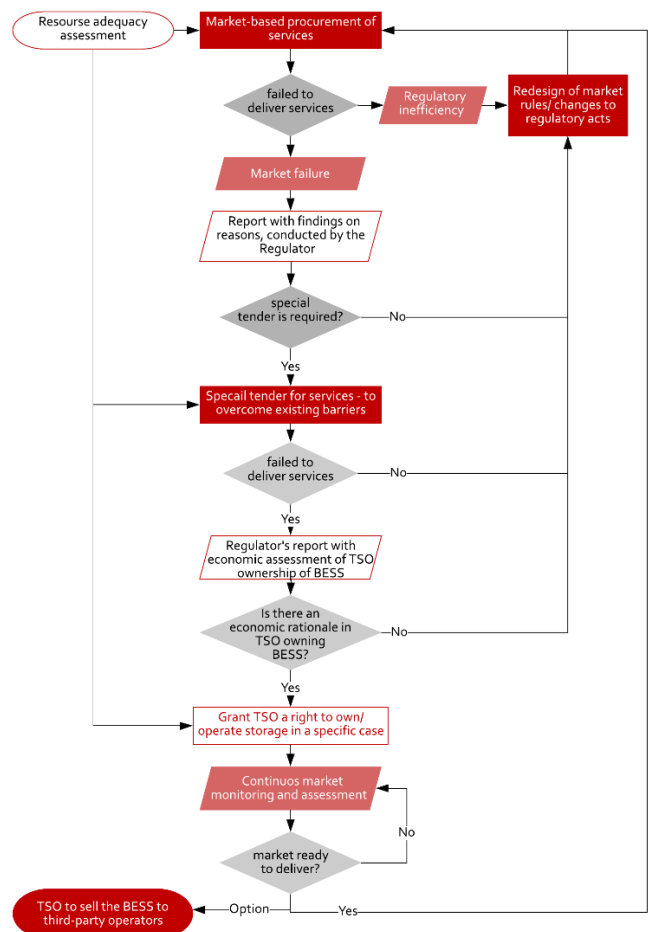 Resourse adequacy
assessment
Market-based procurement of
services
failed to
deliver services
Regulatory
inefficiency
Redesign of market
rules/ changes to
regulatory acts
Market failure
Report with findings on
reasons, conducted by the
Regulator
special
tender is required?
No
Yes
Specail tender for services - to
overcome existing barriers
failed to
deliver services
No
Yes
Regulator's report with
economic assessment of TSO
ownership of BESS
Is there an
economic rationale in
TSO owning
BESS?
No
Yes
Grant TSO a right to own/
operate storage in a specific case
Continuos market
monitoring and assessment
No
market ready
to deliver?
TSO to sell the BESS to
third-party operators
Option
Yes